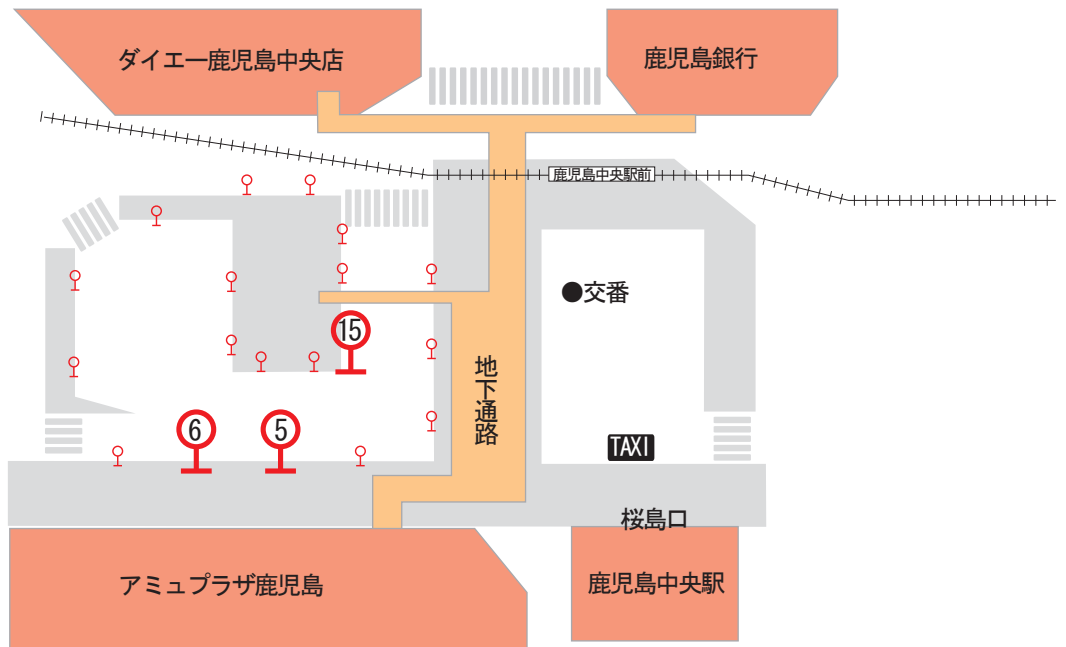 ダイエー鹿児島中央店
鹿児島銀行
鹿児島中央駅前
●交番
15
地下通路
6
5
TAXI
桜島口
アミュプラザ鹿児島
鹿児島中央駅